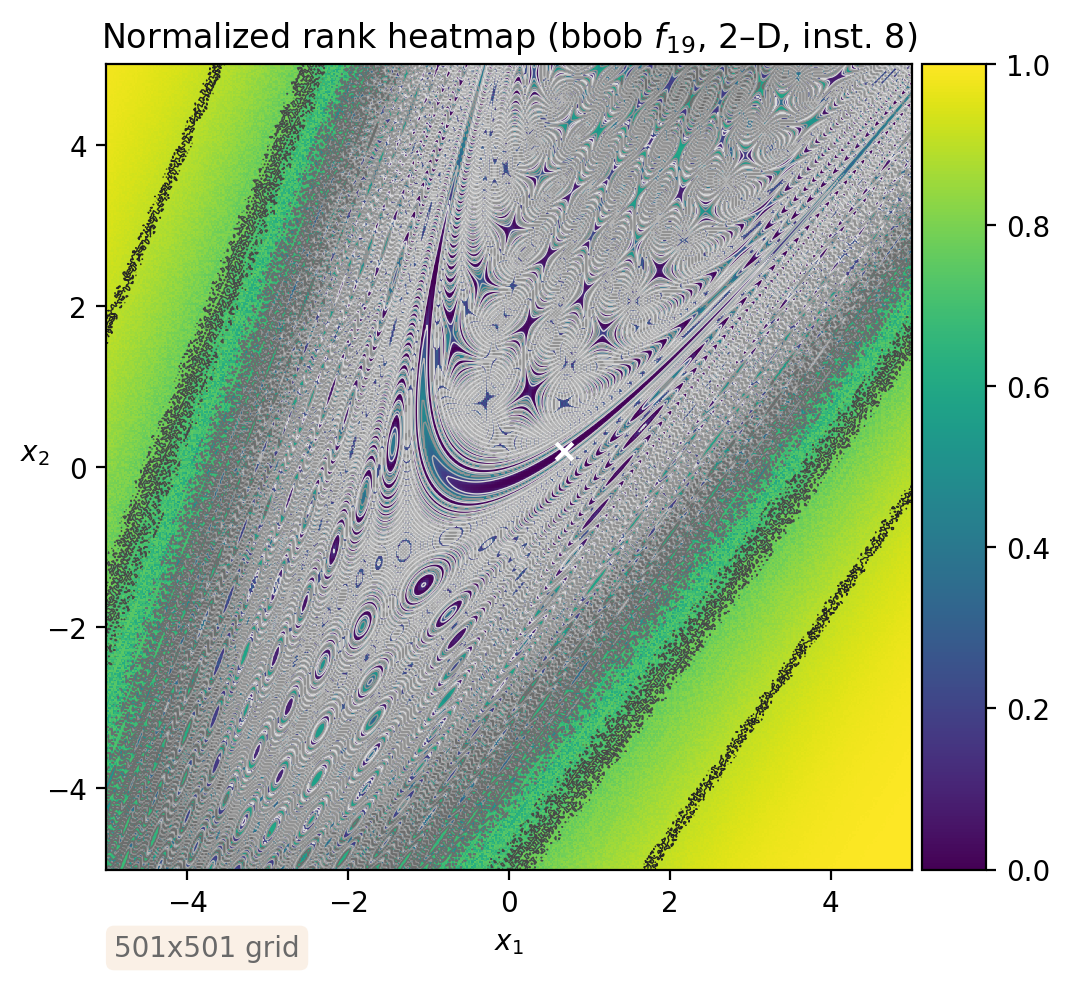 Normalized rank heatmap (bbob f₁₉, 2–D, inst. 8)
1.0
4
0.8
2
0.6
x₂
0
0.4
−2
0.2
−4
0.0
−4 −2 0 2 4
501x501 grid
x₁